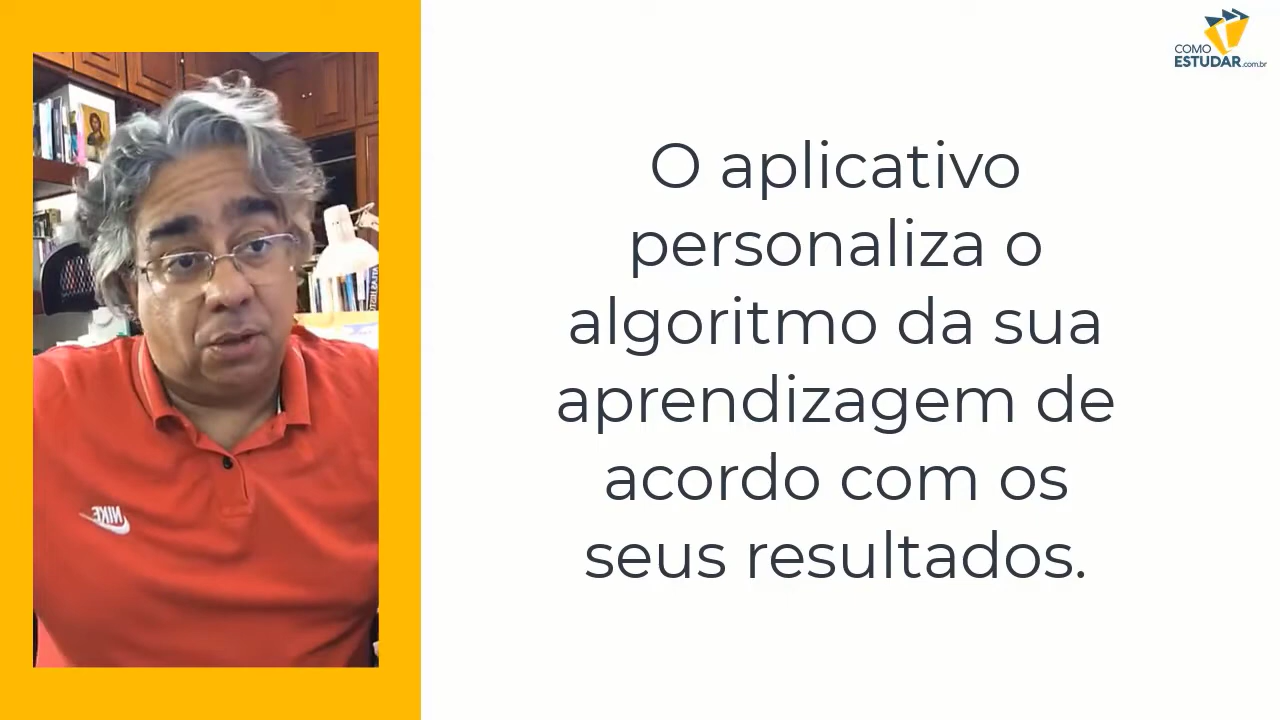 COMO
ESTUDAR.com.br
O aplicativo
personaliza o
algoritmo da sua
aprendizagem de
acordo com os
seus resultados.
NIKE